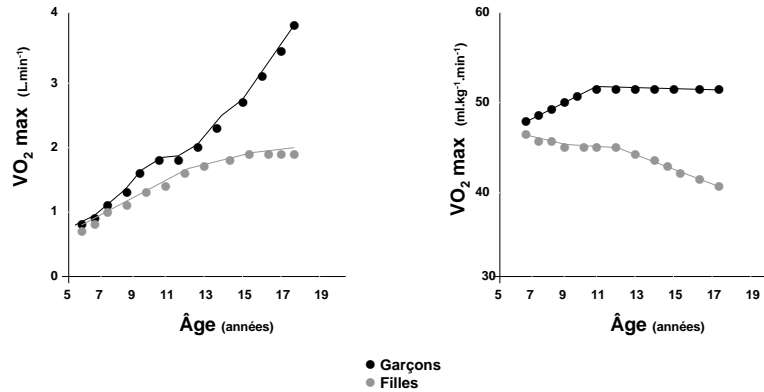 4
3
2
1
0
VO₂ max (L.min⁻¹)
5 7 9 11 13 15 17 19
Âge (années)
60
50
40
30
VO₂ max (ml.kg⁻¹.min⁻¹)
5 7 9 11 13 15 17 19
Âge (années)
Garçons
Filles